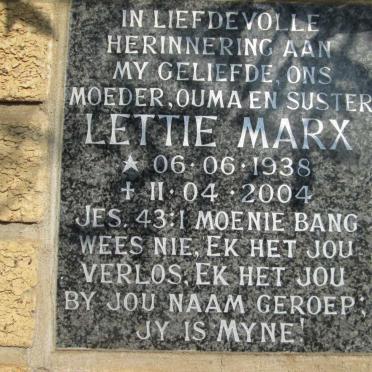 IN LIEFDEVOLLE
HERINNERING AAN
MY GELIEFDE, ONS
MOEDER, OUMA EN SUSTER
LETTIE MARX
★ 06·06·1938
✝ 11·04·2004
JES. 43:1 MOENIE BANG
WEES NIE, EK HET JOU
VERLOS, EK HET JOU
BY JOU NAAM GEROEP;
JY IS MYNE!